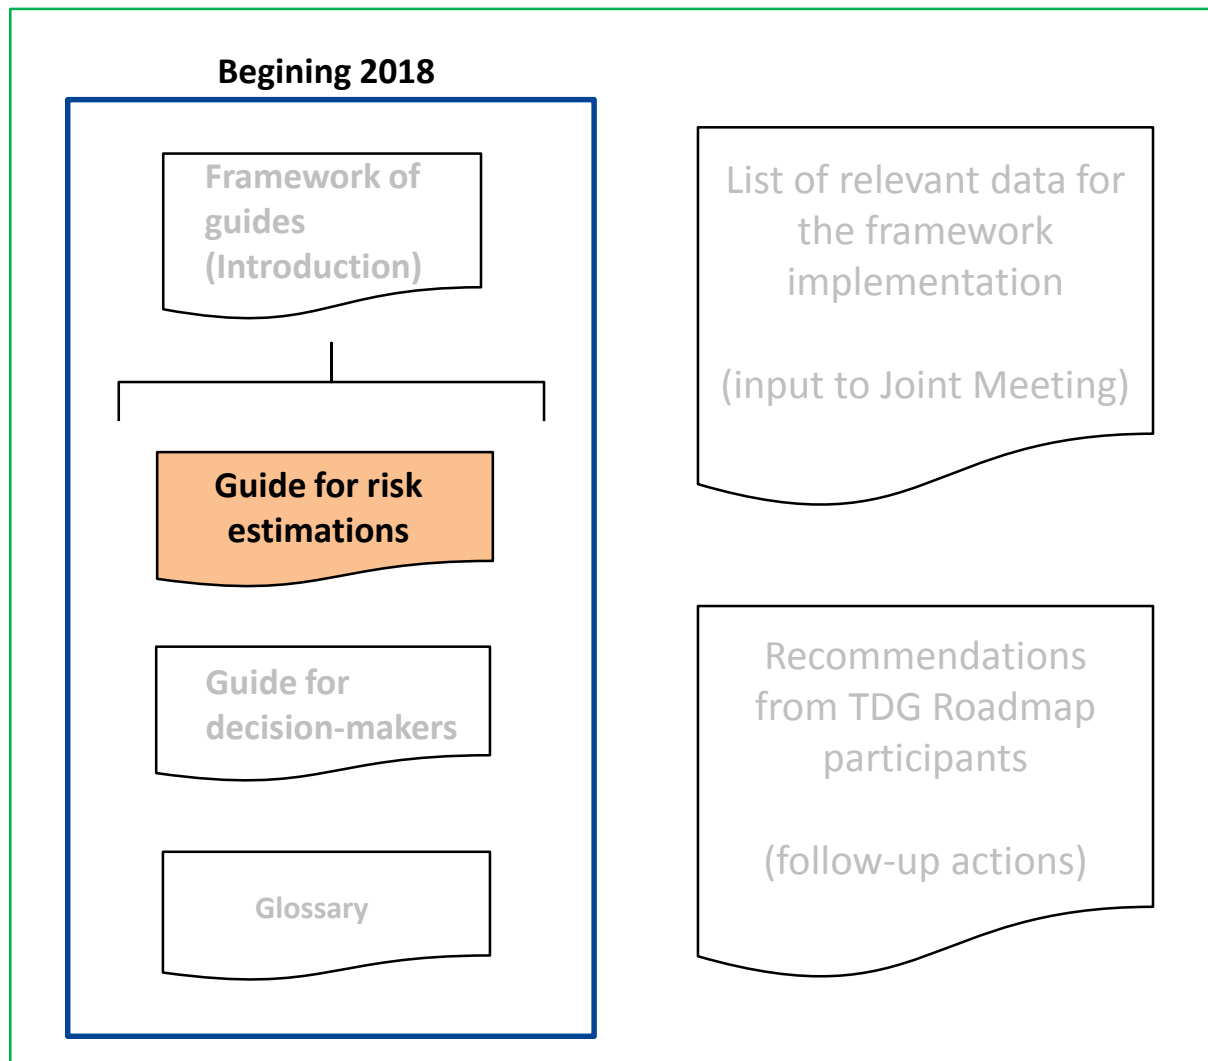 Begining 2018
Framework of
guides
(Introduction)
Guide for risk
estimations
Guide for
decision-makers
Glossary
List of relevant data for
the framework
implementation
(input to Joint Meeting)
Recommendations
from TDG Roadmap
participants
(follow-up actions)